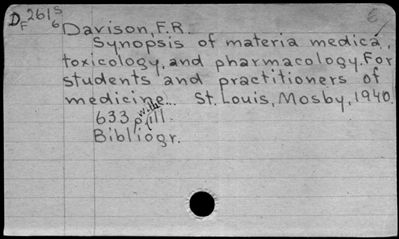 D 261 S
F 6
Davison, F.R.
Synopsis of materia medica,
toxicology, and pharmacology. For
students and practitioners of
medicine... St. Louis, Mosby, 1940.
633 p. ill.
Bibliogr.